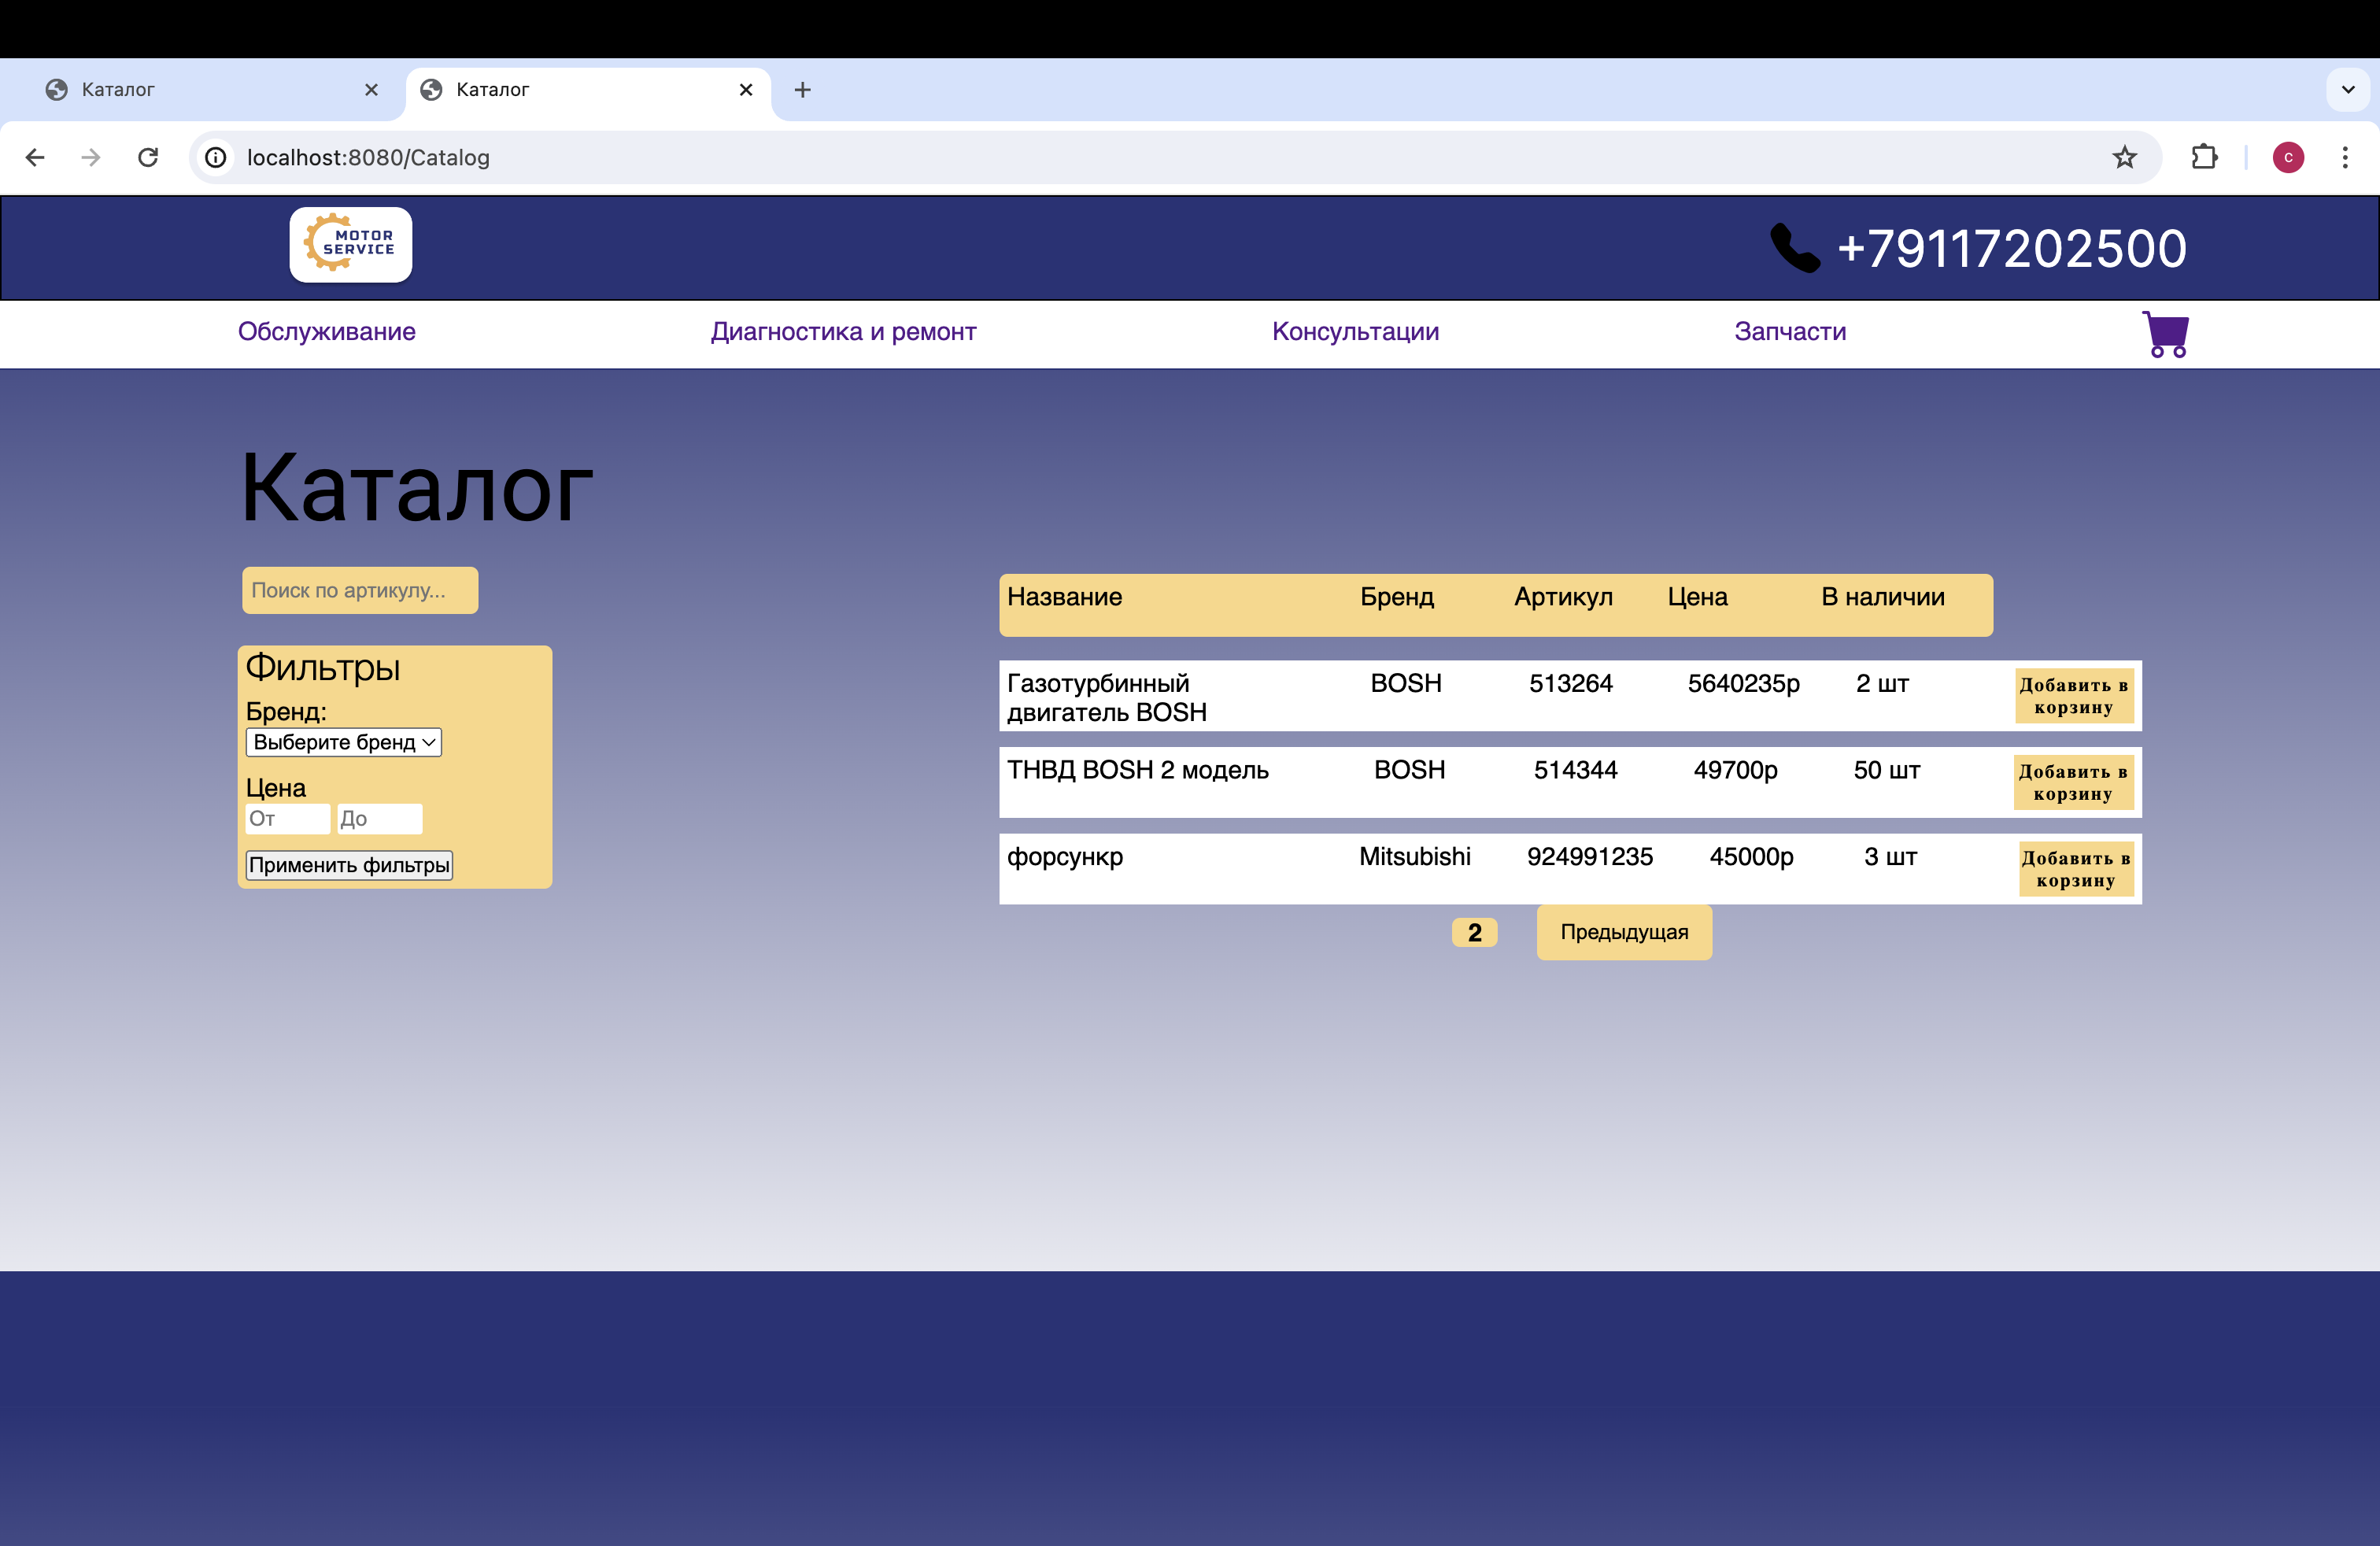 Каталог
Каталог
localhost:8080/Catalog
C
MOTOR
SERVICE
+79117202500
Обслуживание Диагностика и ремонт Консультации Запчасти
Каталог
Поиск по артикулу...
Фильтры
Бренд:
Выберите бренд
Цена
От До
Применить фильтры
Название Бренд Артикул Цена В наличии
Газотурбинный BOSH 513264 5640235р 2 шт Добавить в
двигатель BOSH корзину
ТНВД BOSH 2 модель BOSH 514344 49700р 50 шт Добавить в
корзину
форсункр Mitsubishi 924991235 45000р 3 шт Добавить в
корзину
2 Предыдущая